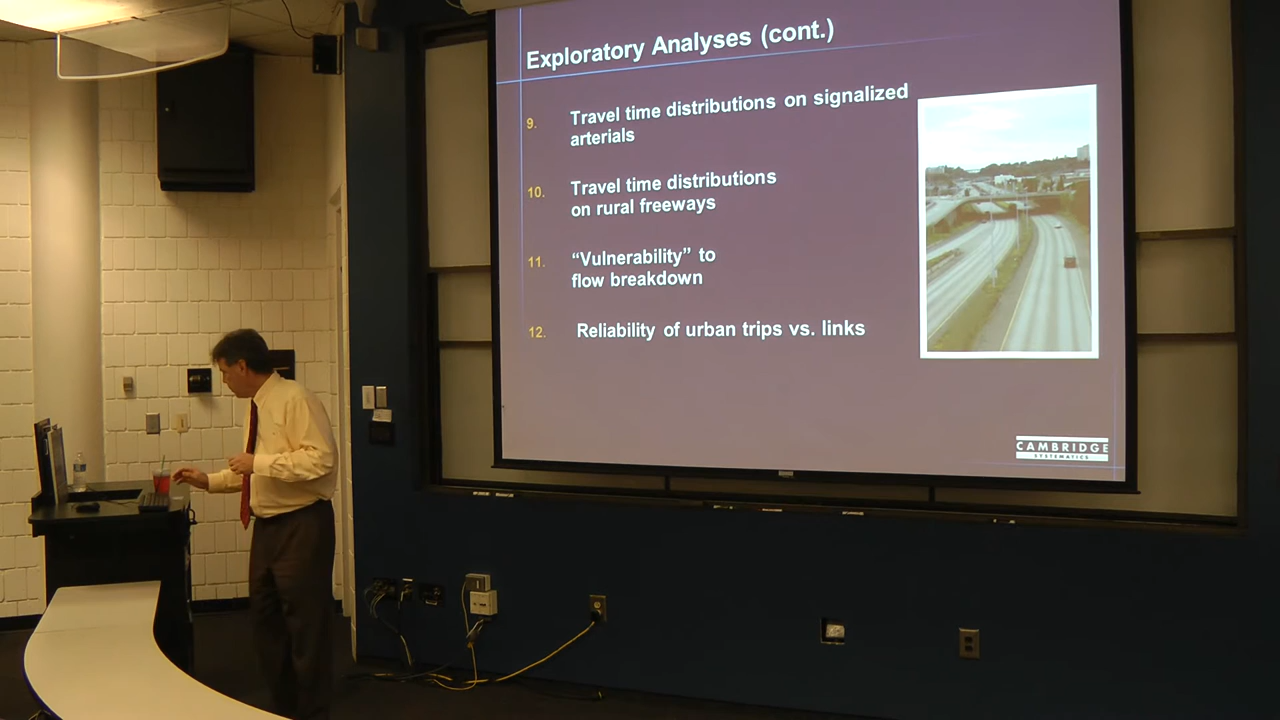 Exploratory Analyses (cont.)
9. Travel time distributions on signalized
arterials
10. Travel time distributions
on rural freeways
11. “Vulnerability” to
flow breakdown
12. Reliability of urban trips vs. links
CAMBRIDGE
SYSTEMATICS